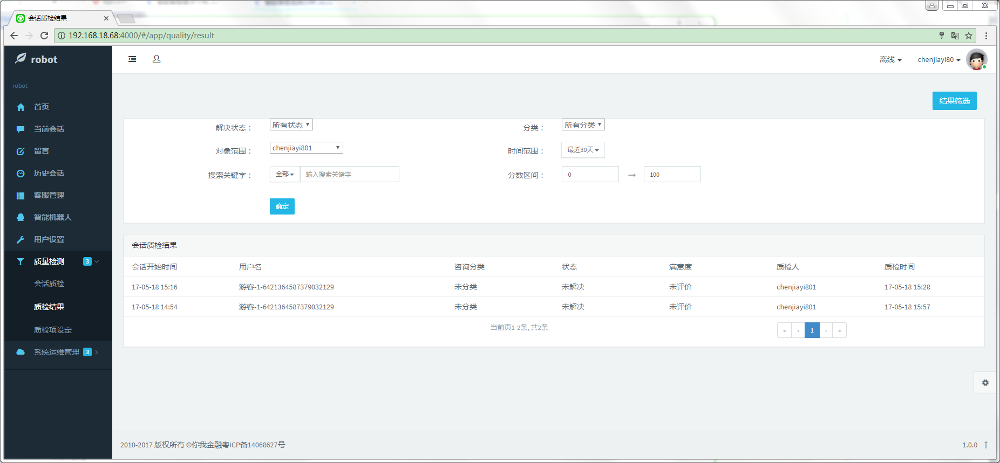 会话质检结果
192.168.18.68:4000/#/app/quality/result
robot
离线
chenjiayi80
robot
首页
当前会话
留言
历史会话
客服管理
智能机器人
用户设置
质量检测 3
会话质检
质检结果
质检项设定
系统运维管理 3
结果筛选
解决状态： 所有状态 分类： 所有分类
对象范围： chenjiayi801 时间范围： 最近30天
搜索关键字： 全部 输入搜索关键字 分数区间： 0 → 100
确定
会话质检结果
会话开始时间 用户名 咨询分类 状态 满意度 质检人 质检时间
17-05-18 15:16 游客-1-6421364587379032129 未分类 未解决 未评价 chenjiayi801 17-05-18 15:28
17-05-18 14:54 游客-1-6421364587379032129 未分类 未解决 未评价 chenjiayi801 17-05-18 15:57
当前页1-2条, 共2条 « ‹ 1 › »
2010-2017 版权所有 ©你我金融粤ICP备14068627号 1.0.0